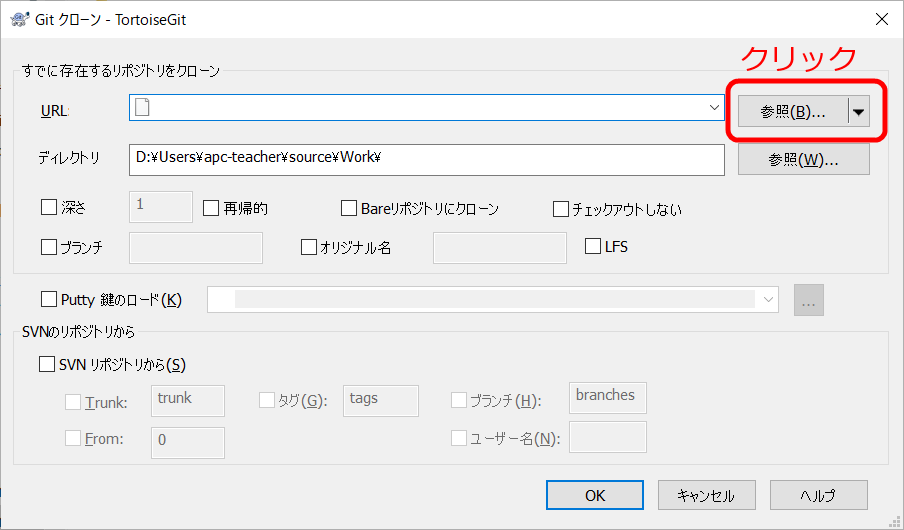 Git クローン - TortoiseGit
クリック
すでに存在するリポジトリをクローン
URL: 参照(B)...
ディレクトリ D:¥Users¥apc-teacher¥source¥Work¥ 参照(W)...
深さ 1 再帰的 Bareリポジトリにクローン チェックアウトしない
ブランチ オリジナル名 LFS
Putty 鍵のロード(K) ...
SVNのリポジトリから
SVN リポジトリから(S)
Trunk: trunk タグ(G): tags ブランチ(H): branches
From: 0 ユーザー名(N):
OK キャンセル ヘルプ